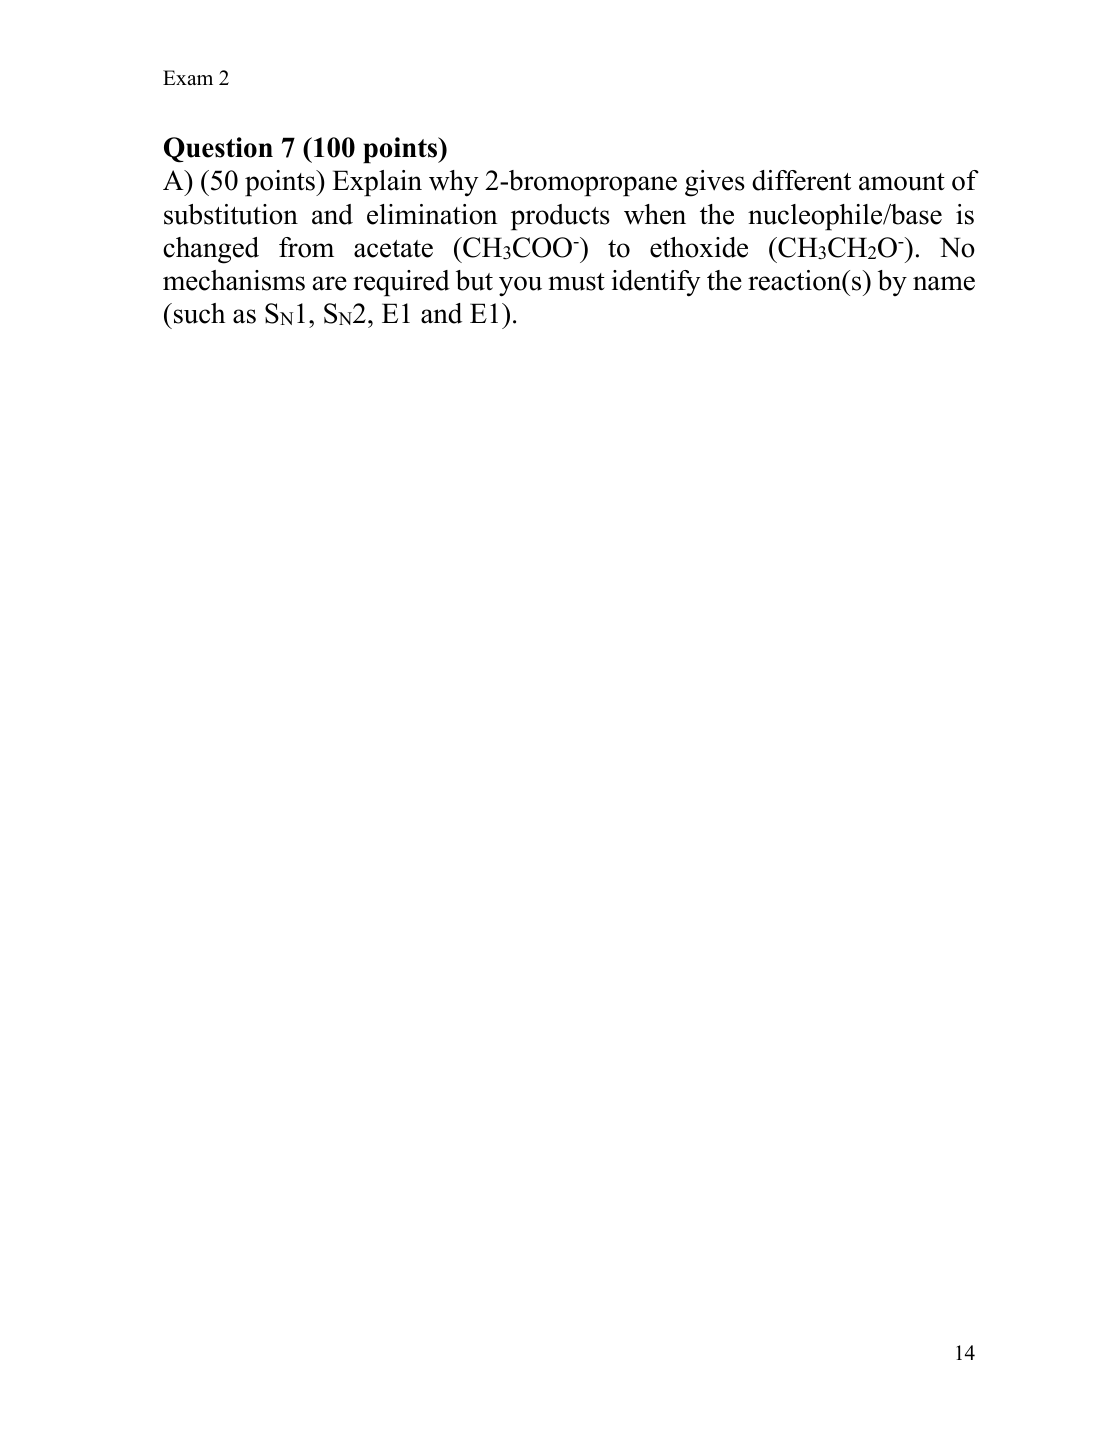 Exam 2
Question 7 (100 points)
A) (50 points) Explain why 2-bromopropane gives different amount of
substitution and elimination products when the nucleophile/base is
changed from acetate (CH₃COO⁻) to ethoxide (CH₃CH₂O⁻). No
mechanisms are required but you must identify the reaction(s) by name
(such as SN1, SN2, E1 and E1).
14